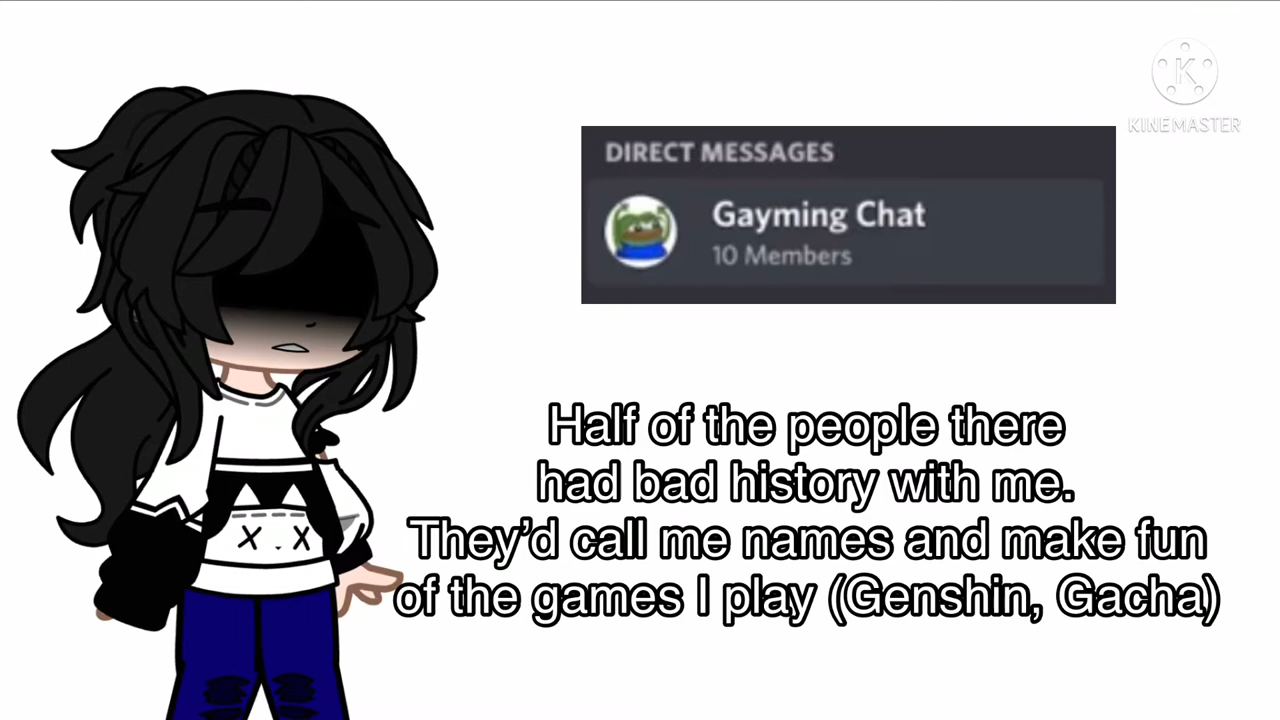 K
KINEMASTER
DIRECT MESSAGES
Gayming Chat
10 Members
Half of the people there
had bad history with me.
They’d call me names and make fun
of the games I play (Genshin, Gacha)